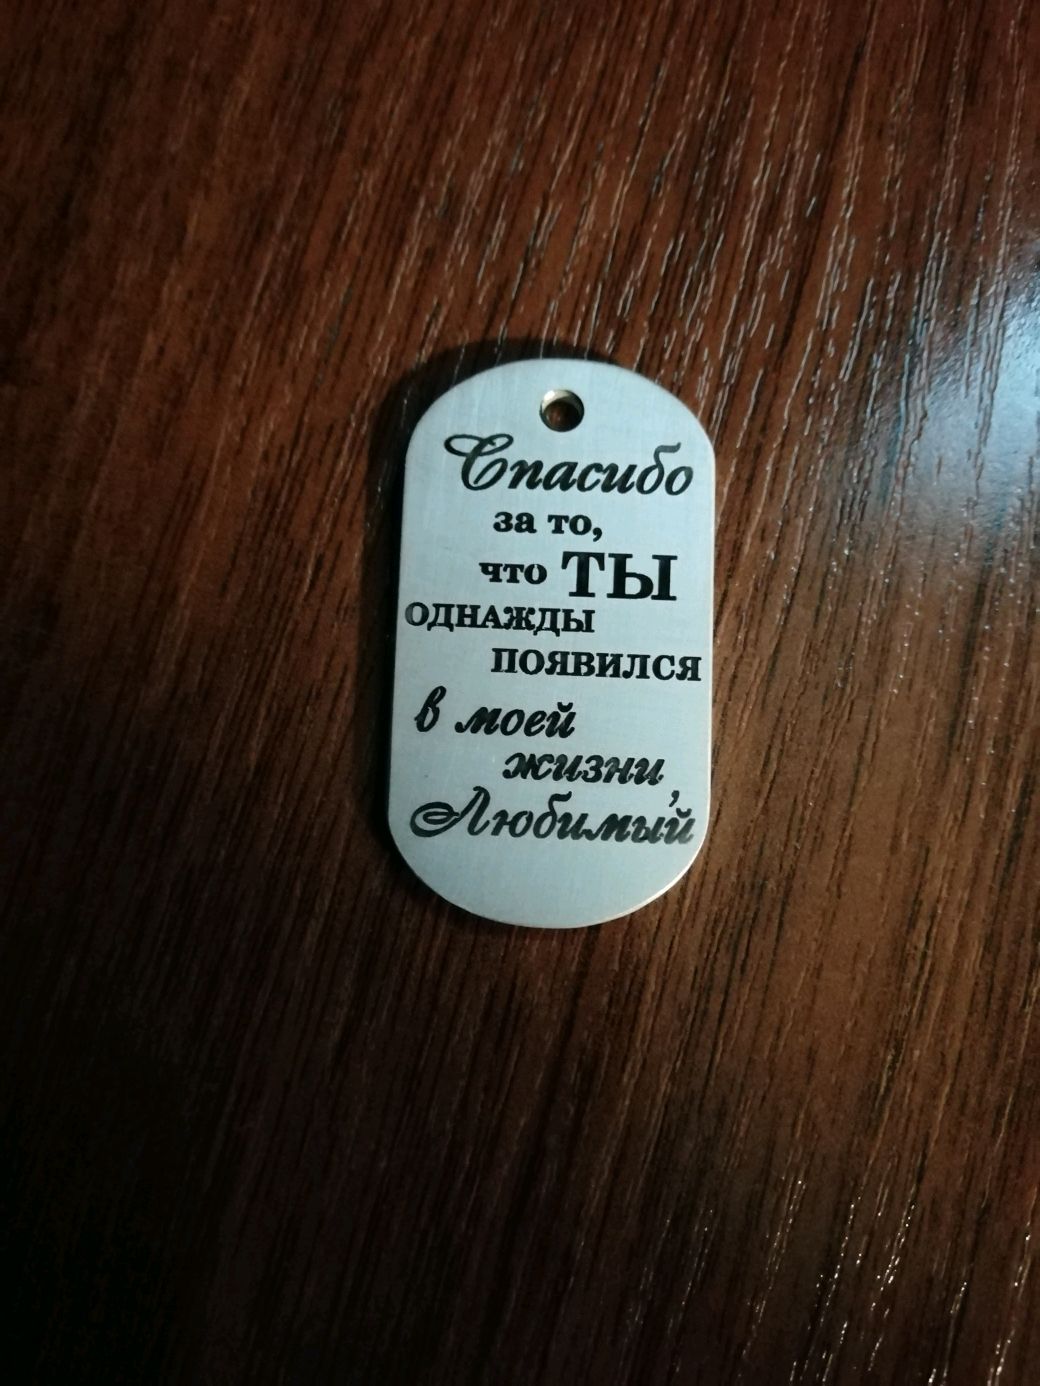 Спасибо
за то,
что ТЫ
ОДНАЖДЫ
ПОЯВИЛСЯ
в моей
жизни,
Любимый